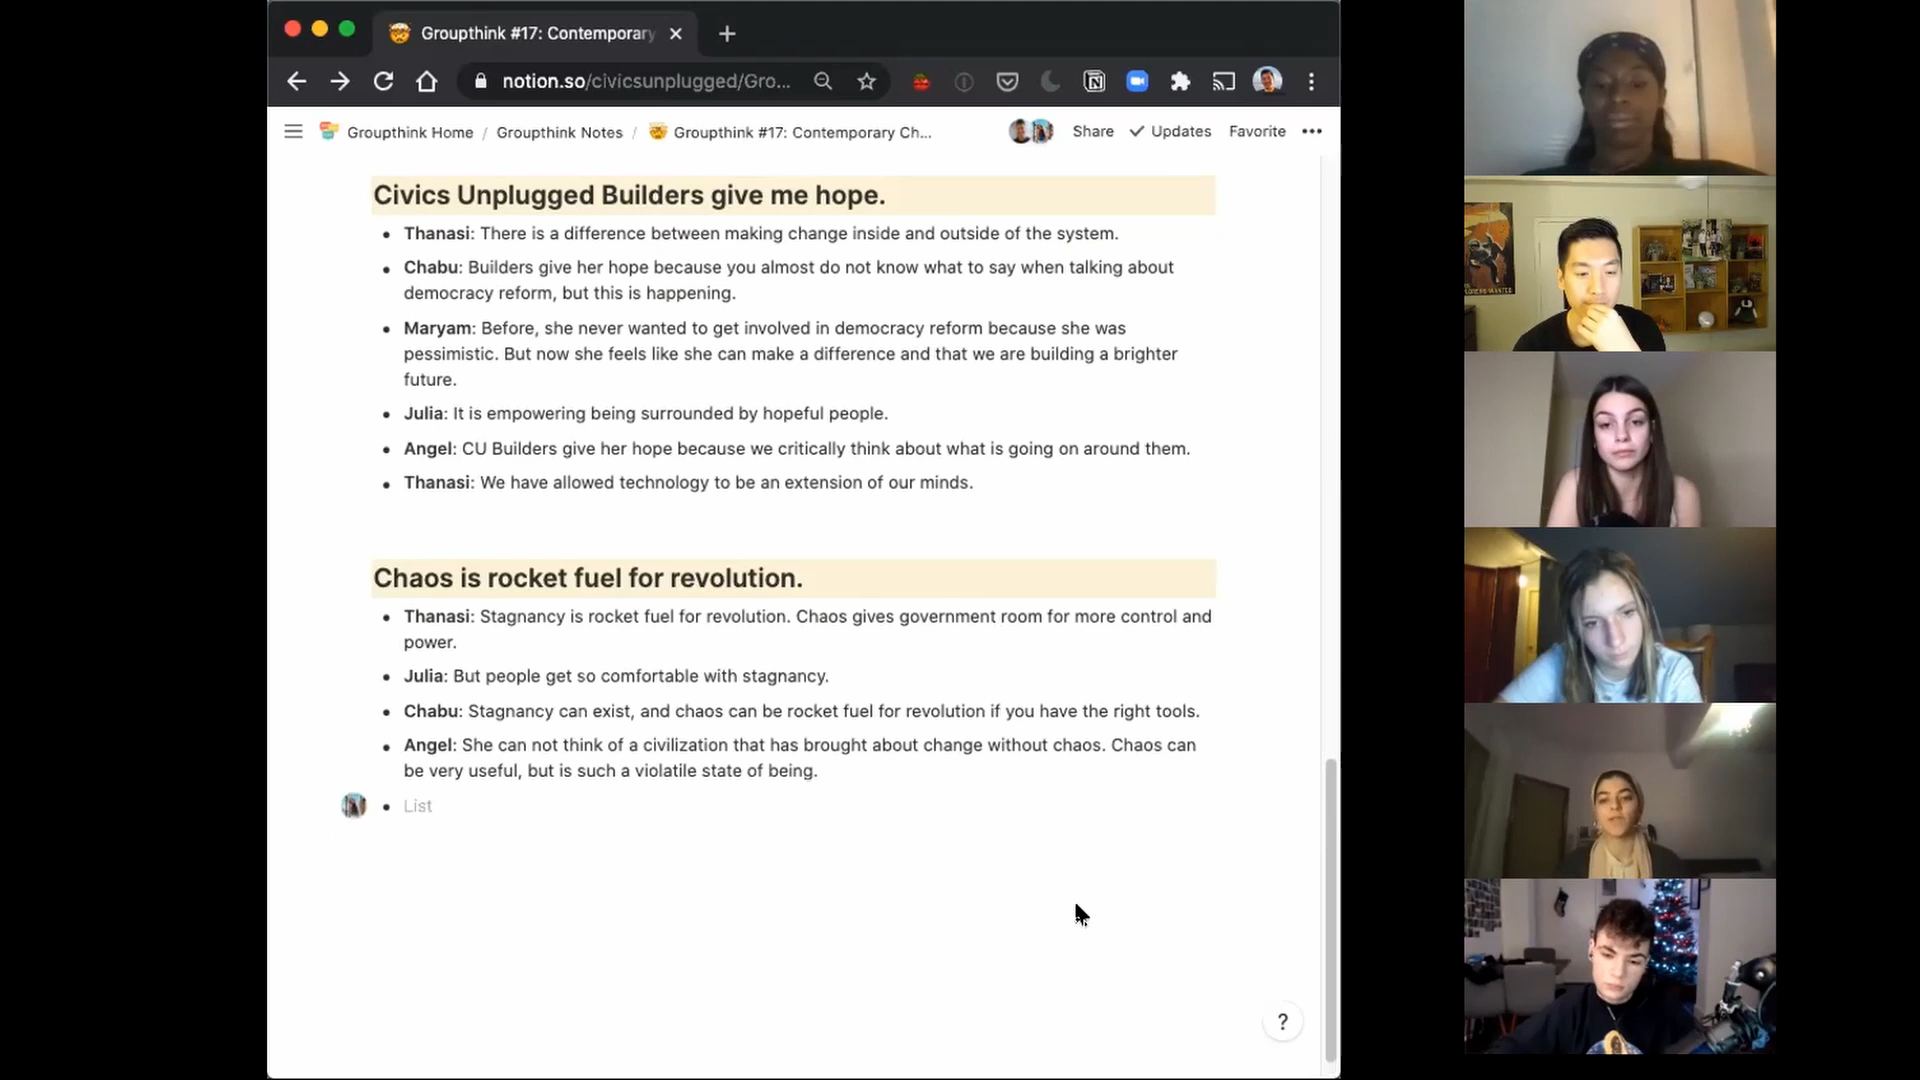 Groupthink #17: Contemporary
notion.so/civicsunplugged/Gro...
Groupthink Home / Groupthink Notes / Groupthink #17: Contemporary Ch...
Share Updates Favorite
Civics Unplugged Builders give me hope.
Thanasi: There is a difference between making change inside and outside of the system.
Chabu: Builders give her hope because you almost do not know what to say when talking about
democracy reform, but this is happening.
Maryam: Before, she never wanted to get involved in democracy reform because she was
pessimistic. But now she feels like she can make a difference and that we are building a brighter
future.
Julia: It is empowering being surrounded by hopeful people.
Angel: CU Builders give her hope because we critically think about what is going on around them.
Thanasi: We have allowed technology to be an extension of our minds.
Chaos is rocket fuel for revolution.
Thanasi: Stagnancy is rocket fuel for revolution. Chaos gives government room for more control and
power.
Julia: But people get so comfortable with stagnancy.
Chabu: Stagnancy can exist, and chaos can be rocket fuel for revolution if you have the right tools.
Angel: She can not think of a civilization that has brought about change without chaos. Chaos can
be very useful, but is such a violatile state of being.
List
?